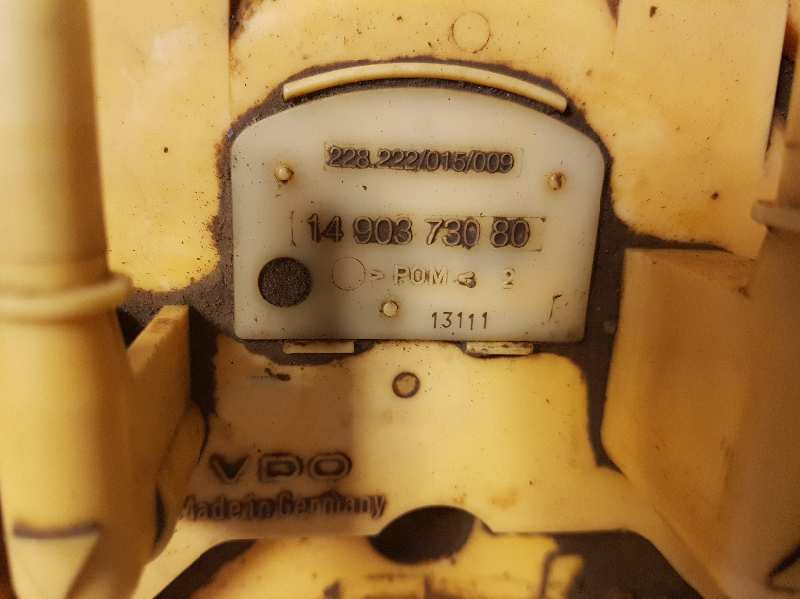 228.222/015/009
14 903 730 80
>POM< 2
13111
VDO
Made in Germany